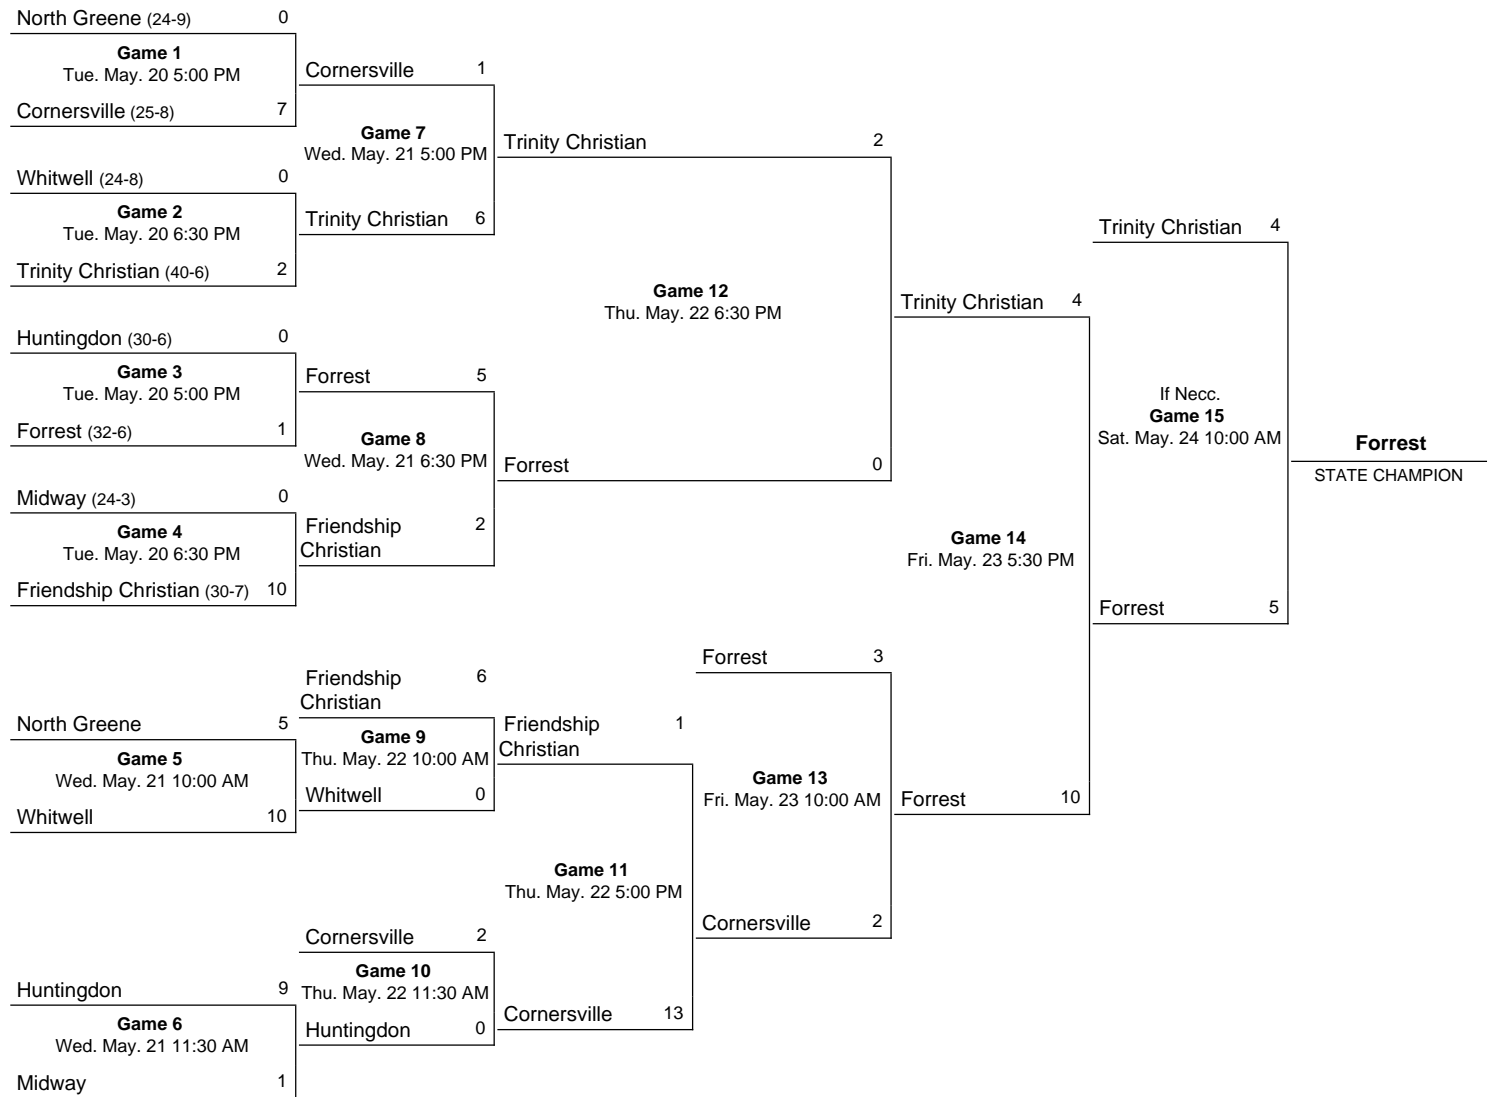 North Greene (24-9) 0
Game 1
Tue. May. 20 5:00 PM
Cornersville (25-8) 7
Whitwell (24-8) 0
Game 2
Tue. May. 20 6:30 PM
Trinity Christian (40-6) 2
Huntingdon (30-6) 0
Game 3
Tue. May. 20 5:00 PM
Forrest (32-6) 1
Midway (24-3) 0
Game 4
Tue. May. 20 6:30 PM
Friendship Christian (30-7) 10
North Greene 5
Game 5
Wed. May. 21 10:00 AM
Whitwell 10
Huntingdon 9
Game 6
Wed. May. 21 11:30 AM
Midway 1
Cornersville 1
Game 7
Wed. May. 21 5:00 PM
Trinity Christian 6
Forrest 5
Game 8
Wed. May. 21 6:30 PM
Friendship 2
Christian
Friendship 6
Christian
Game 9
Thu. May. 22 10:00 AM
Whitwell 0
Cornersville 2
Game 10
Thu. May. 22 11:30 AM
Huntingdon 0
Trinity Christian 2
Game 12
Thu. May. 22 6:30 PM
Forrest 0
Friendship 1
Christian
Game 11
Thu. May. 22 5:00 PM
Cornersville 13
Forrest 3
Game 13
Fri. May. 23 10:00 AM
Cornersville 2
Trinity Christian 4
Game 14
Fri. May. 23 5:30 PM
Forrest 10
Trinity Christian 4
If Necc.
Game 15
Sat. May. 24 10:00 AM
Forrest 5
Forrest
STATE CHAMPION